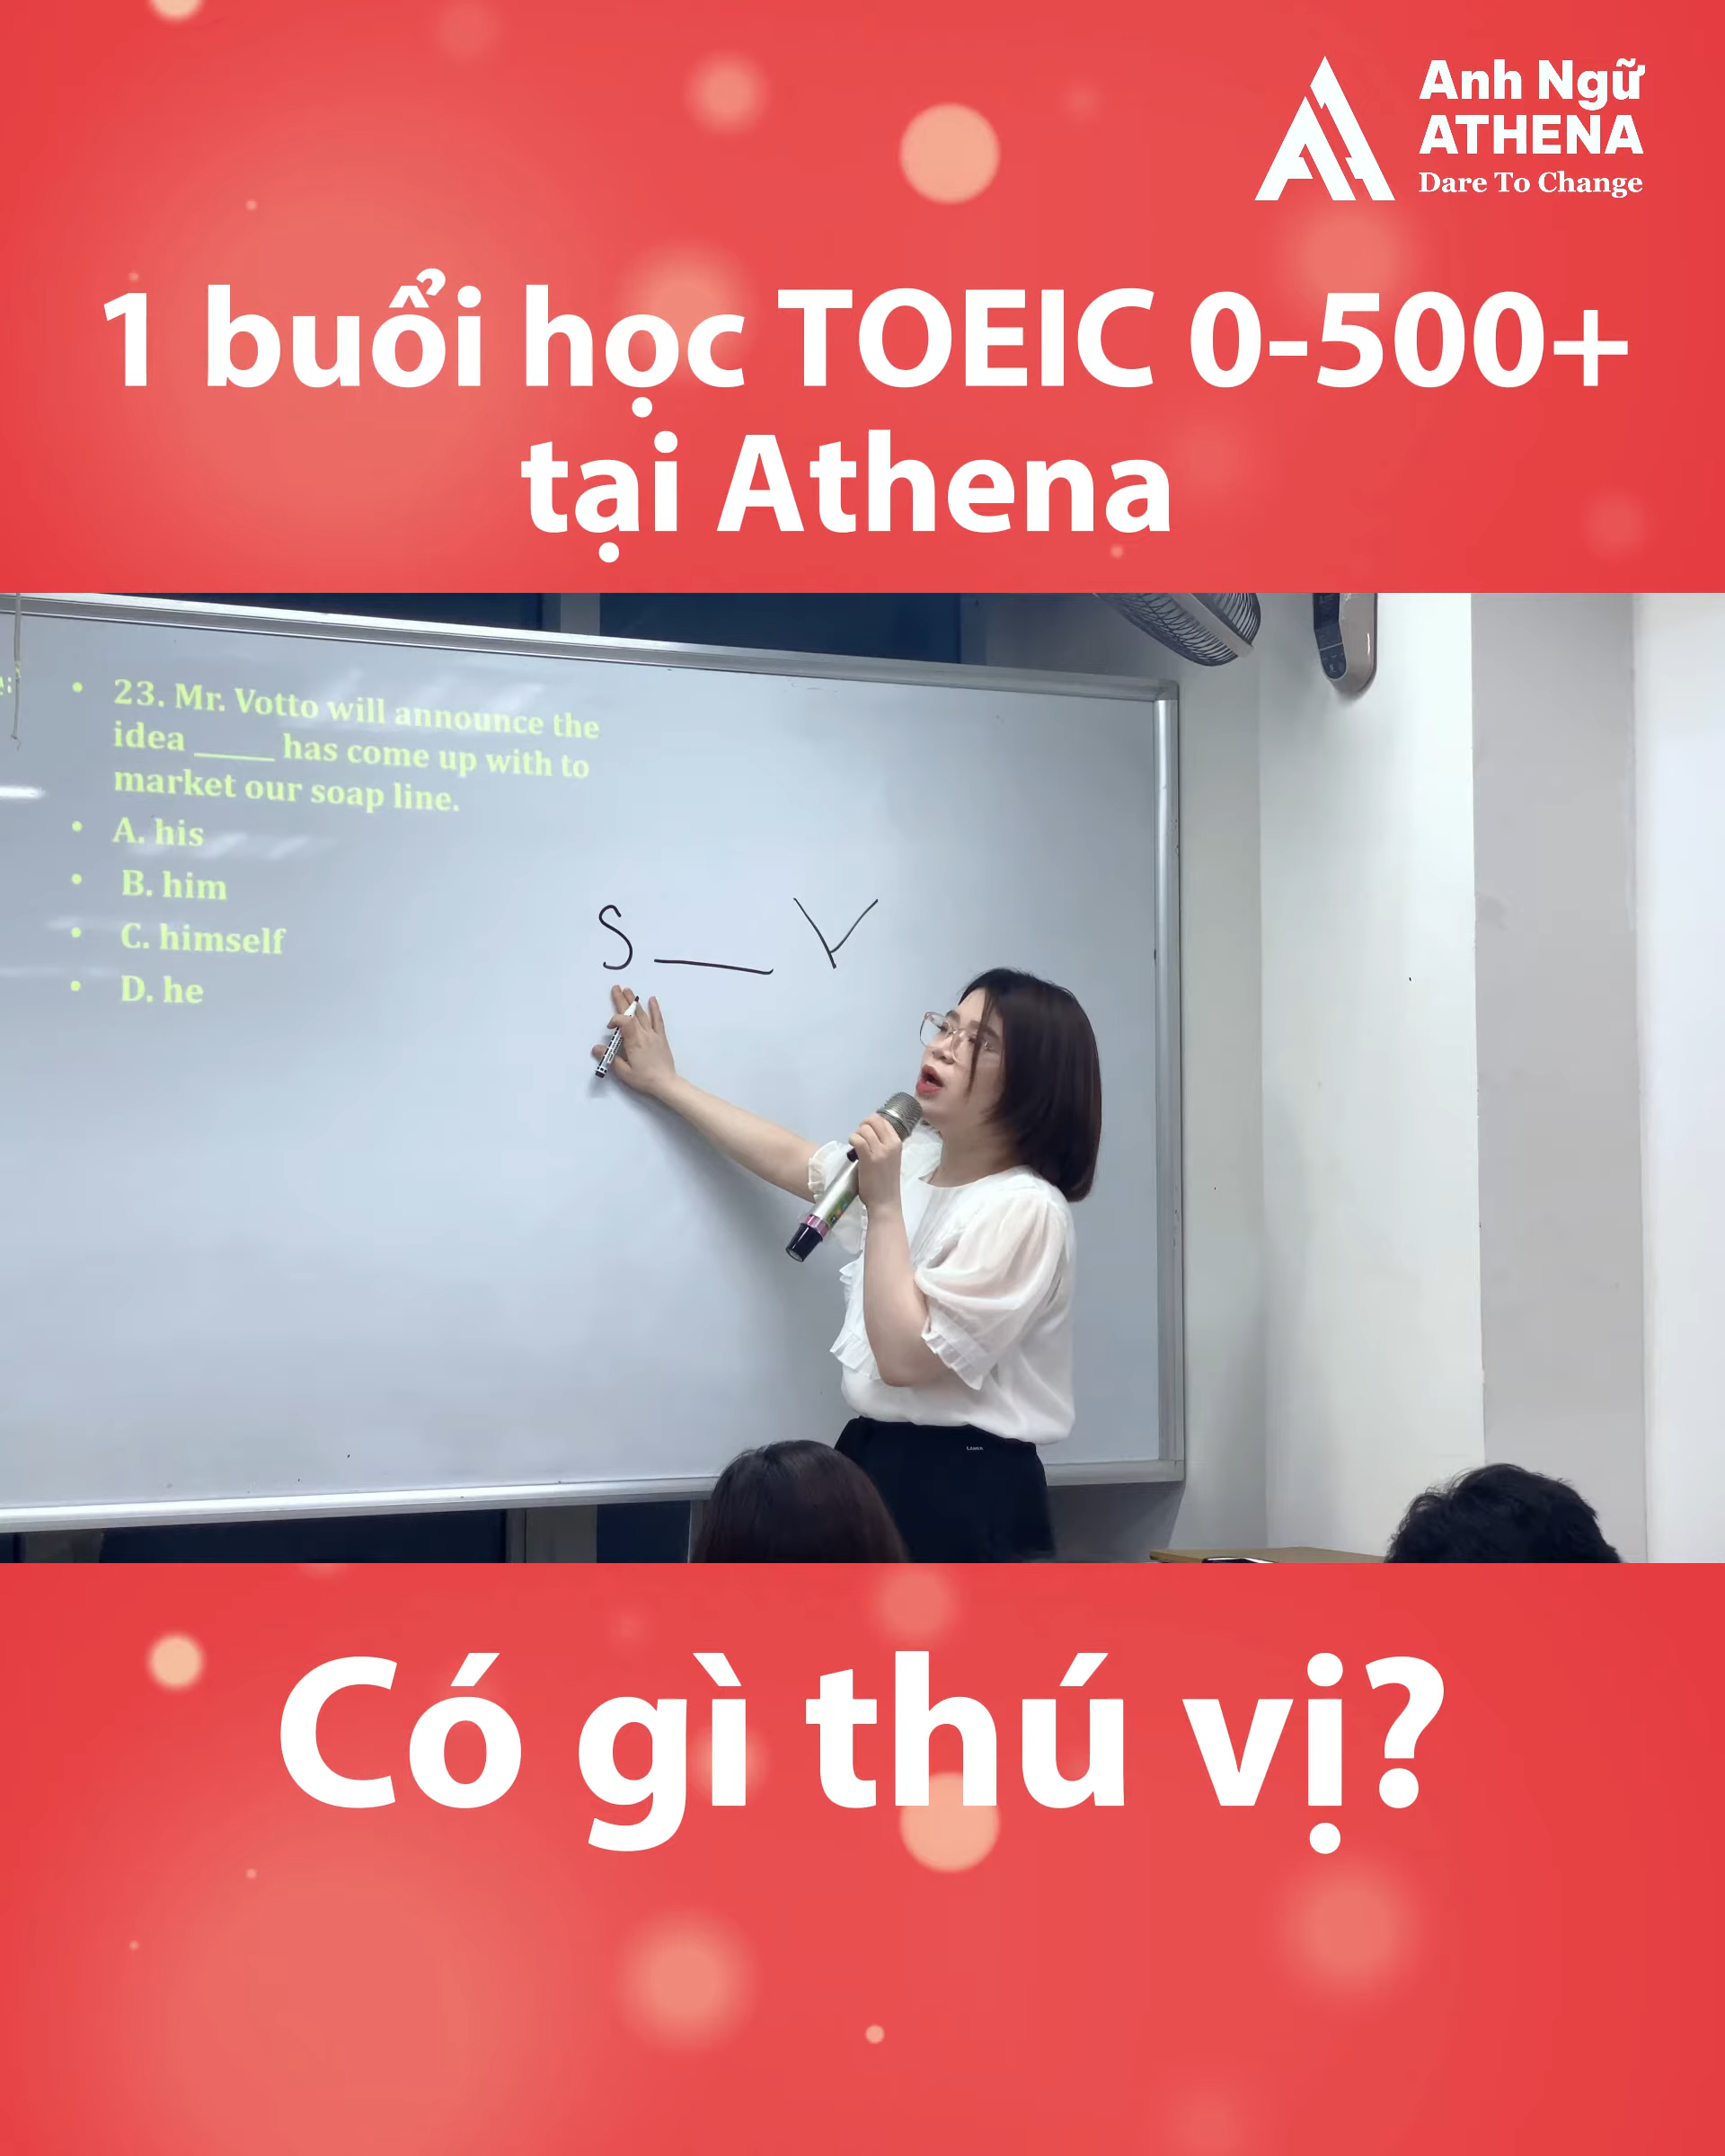 Anh Ngữ
ATHENA
Dare To Change
1 buổi học TOEIC 0-500+
tại Athena
• 23. Mr. Votto will announce the
idea _____ has come up with to
market our soap line.
• A. his
• B. him
• C. himself
• D. he
S ___ V
Có gì thú vị?